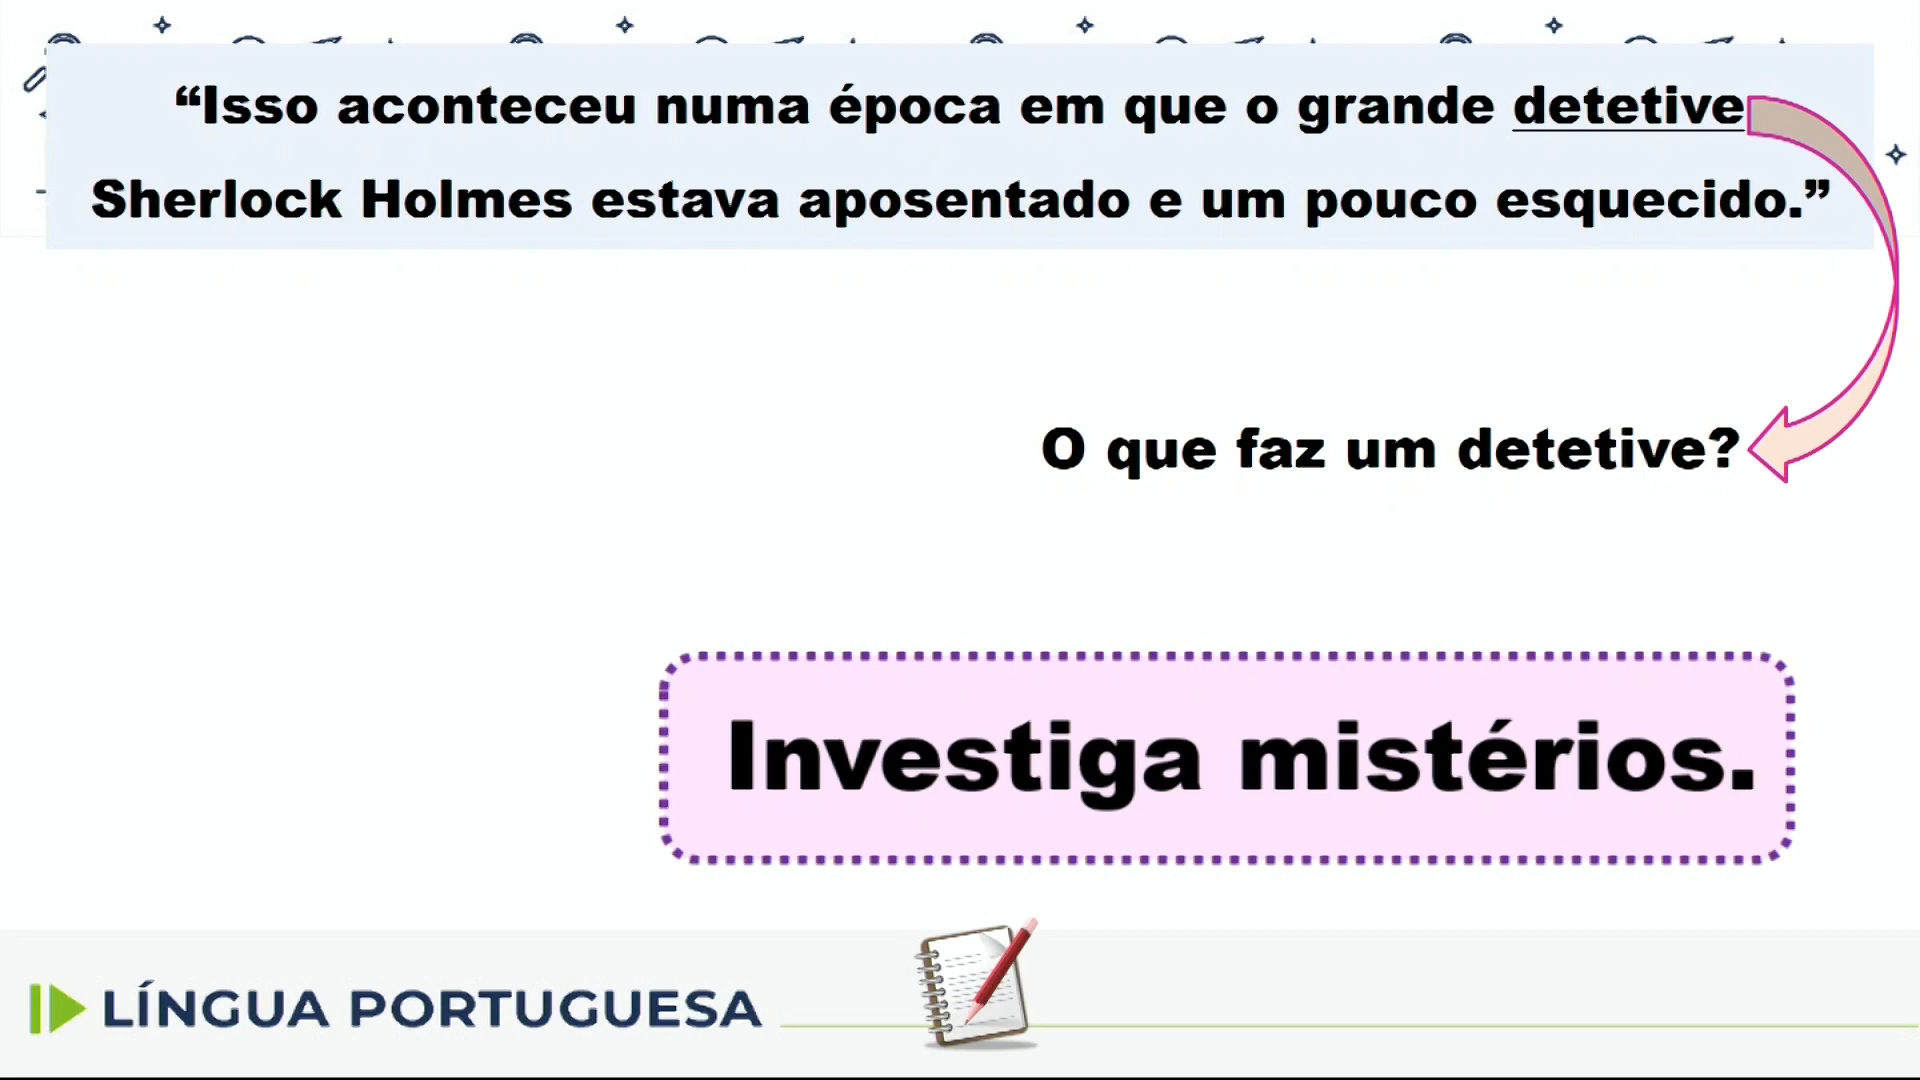 “Isso aconteceu numa época em que o grande detetive
Sherlock Holmes estava aposentado e um pouco esquecido.”
O que faz um detetive?
Investiga mistérios.
LÍNGUA PORTUGUESA